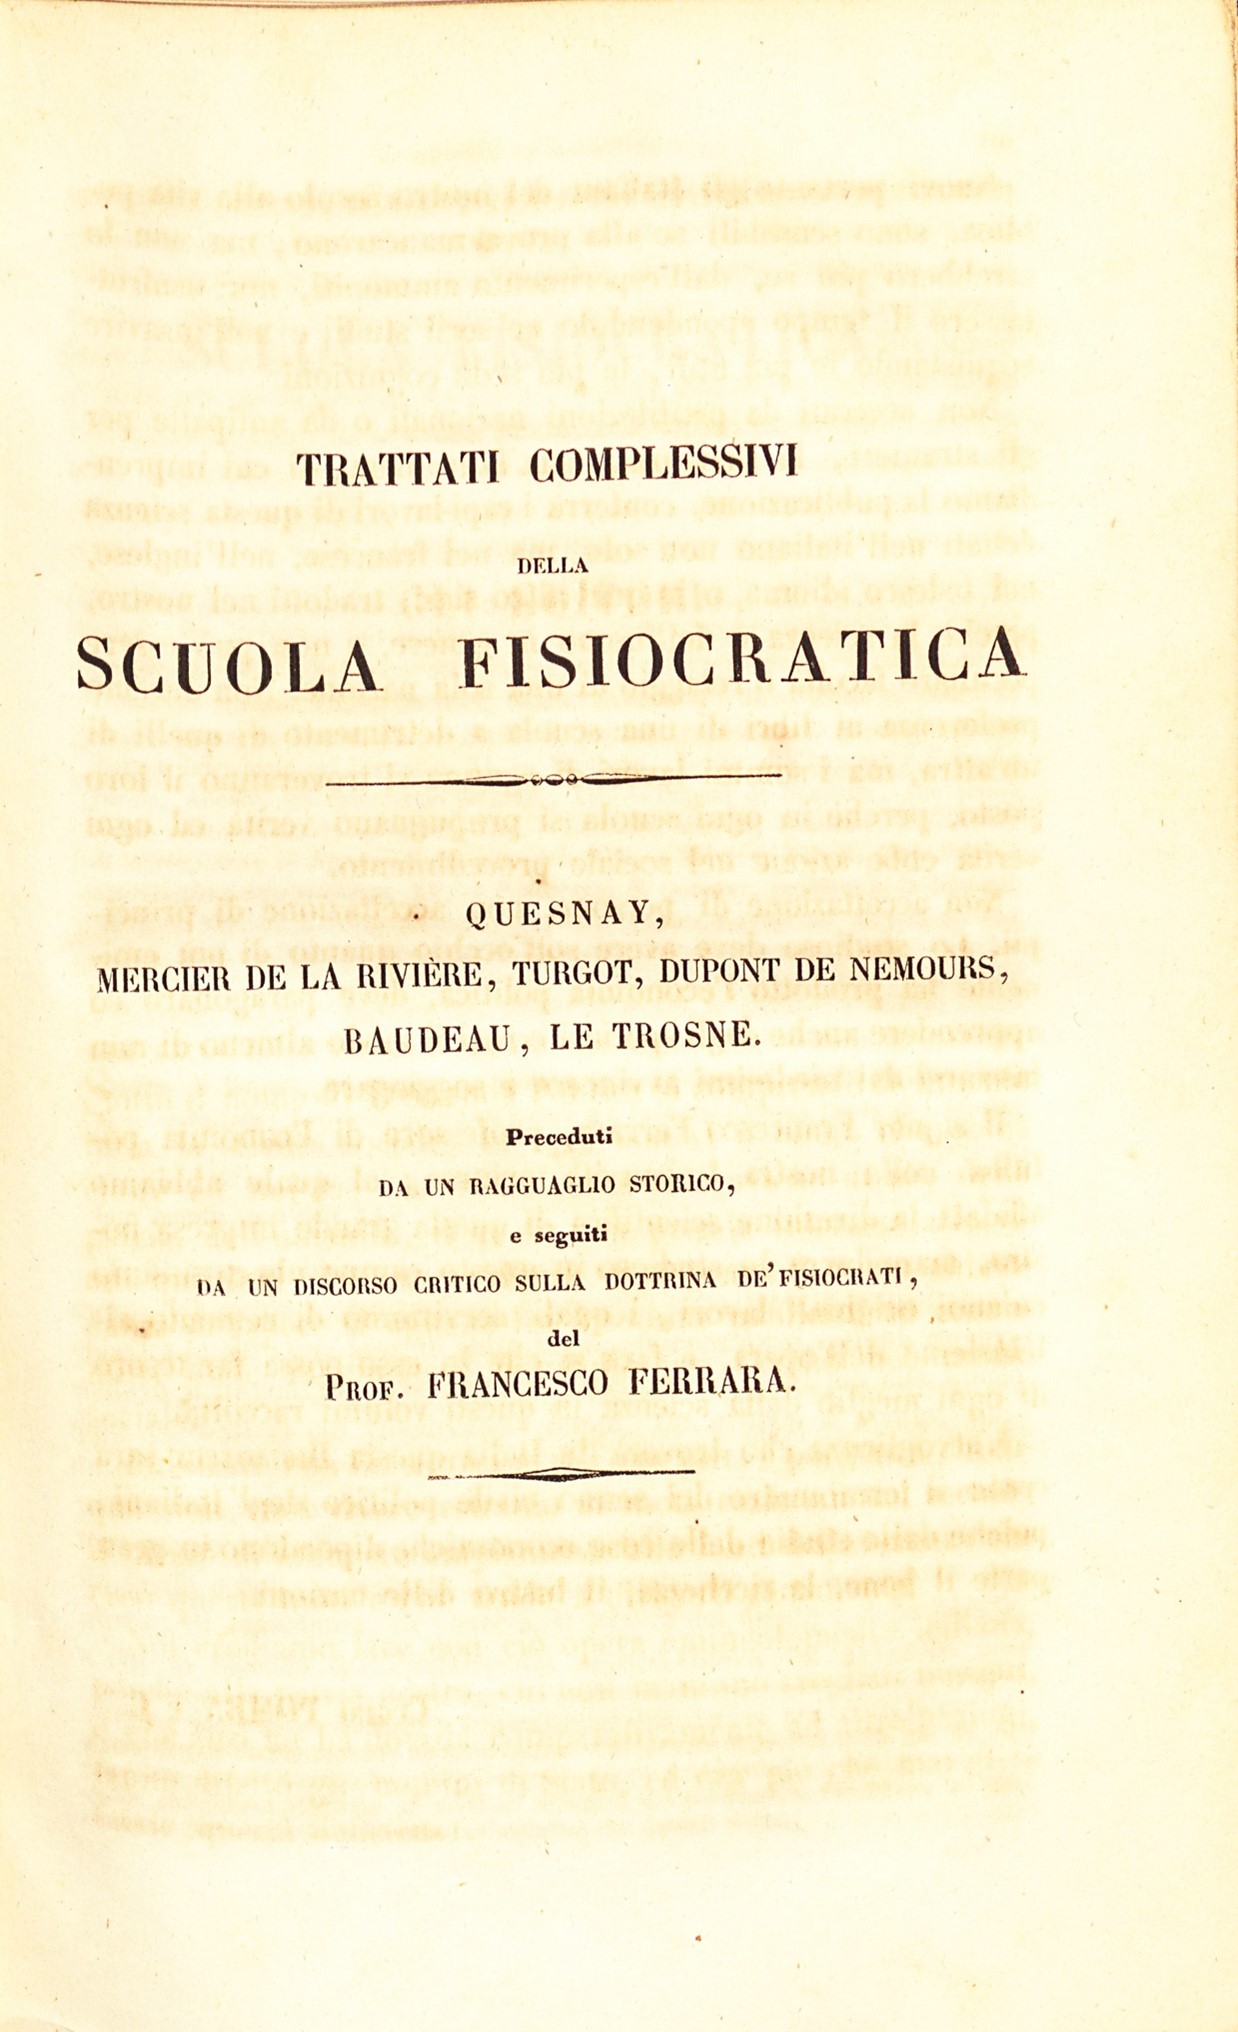 TRATTATI COMPLESSIVI
DELLA
SCUOLA FISIOCRATICA
QUESNAY,
MERCIER DE LA RIVIÈRE, TURGOT, DUPONT DE NEMOURS,
BAUDEAU, LE TROSNE.
Preceduti
DA UN RAGGUAGLIO STORICO,
e seguiti
DA UN DISCORSO CRITICO SULLA DOTTRINA DE' FISIOCRATI,
del
PROF. FRANCESCO FERRARA.